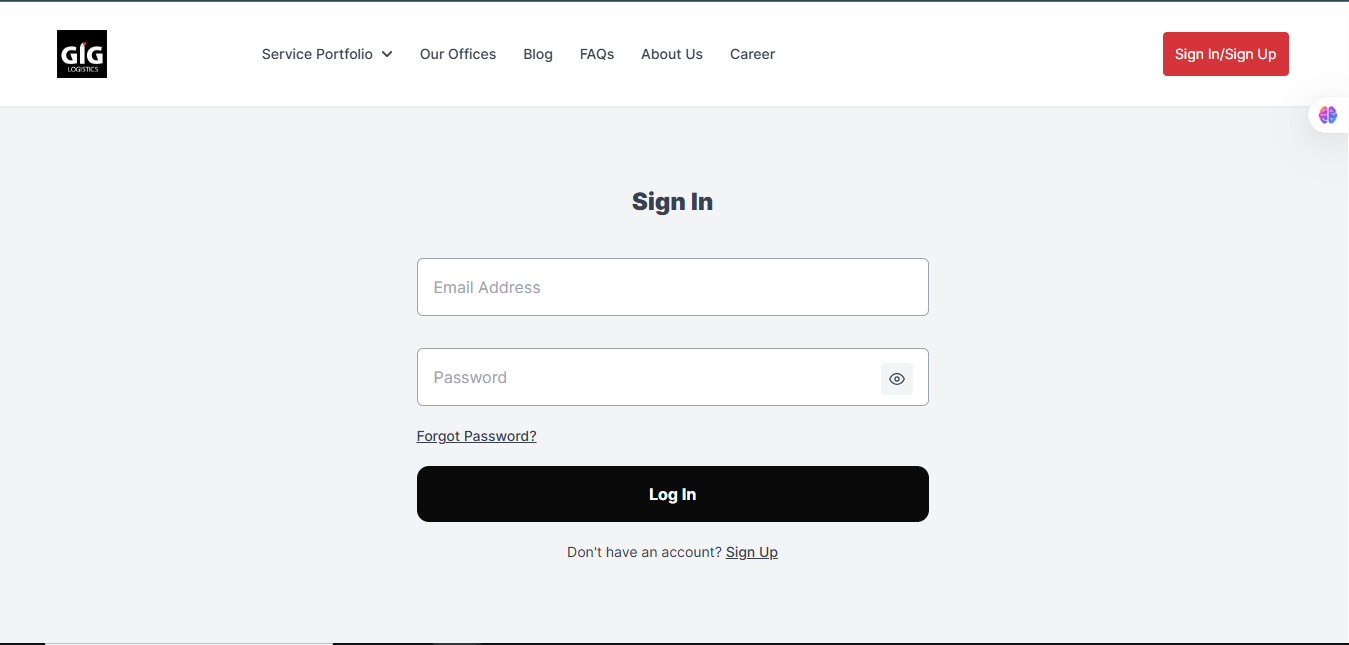 GIG
LOGISTICS
Service Portfolio
Our Offices
Blog
FAQs
About Us
Career
Sign In/Sign Up
Sign In
Email Address
Password
Forgot Password?
Log In
Don't have an account? Sign Up